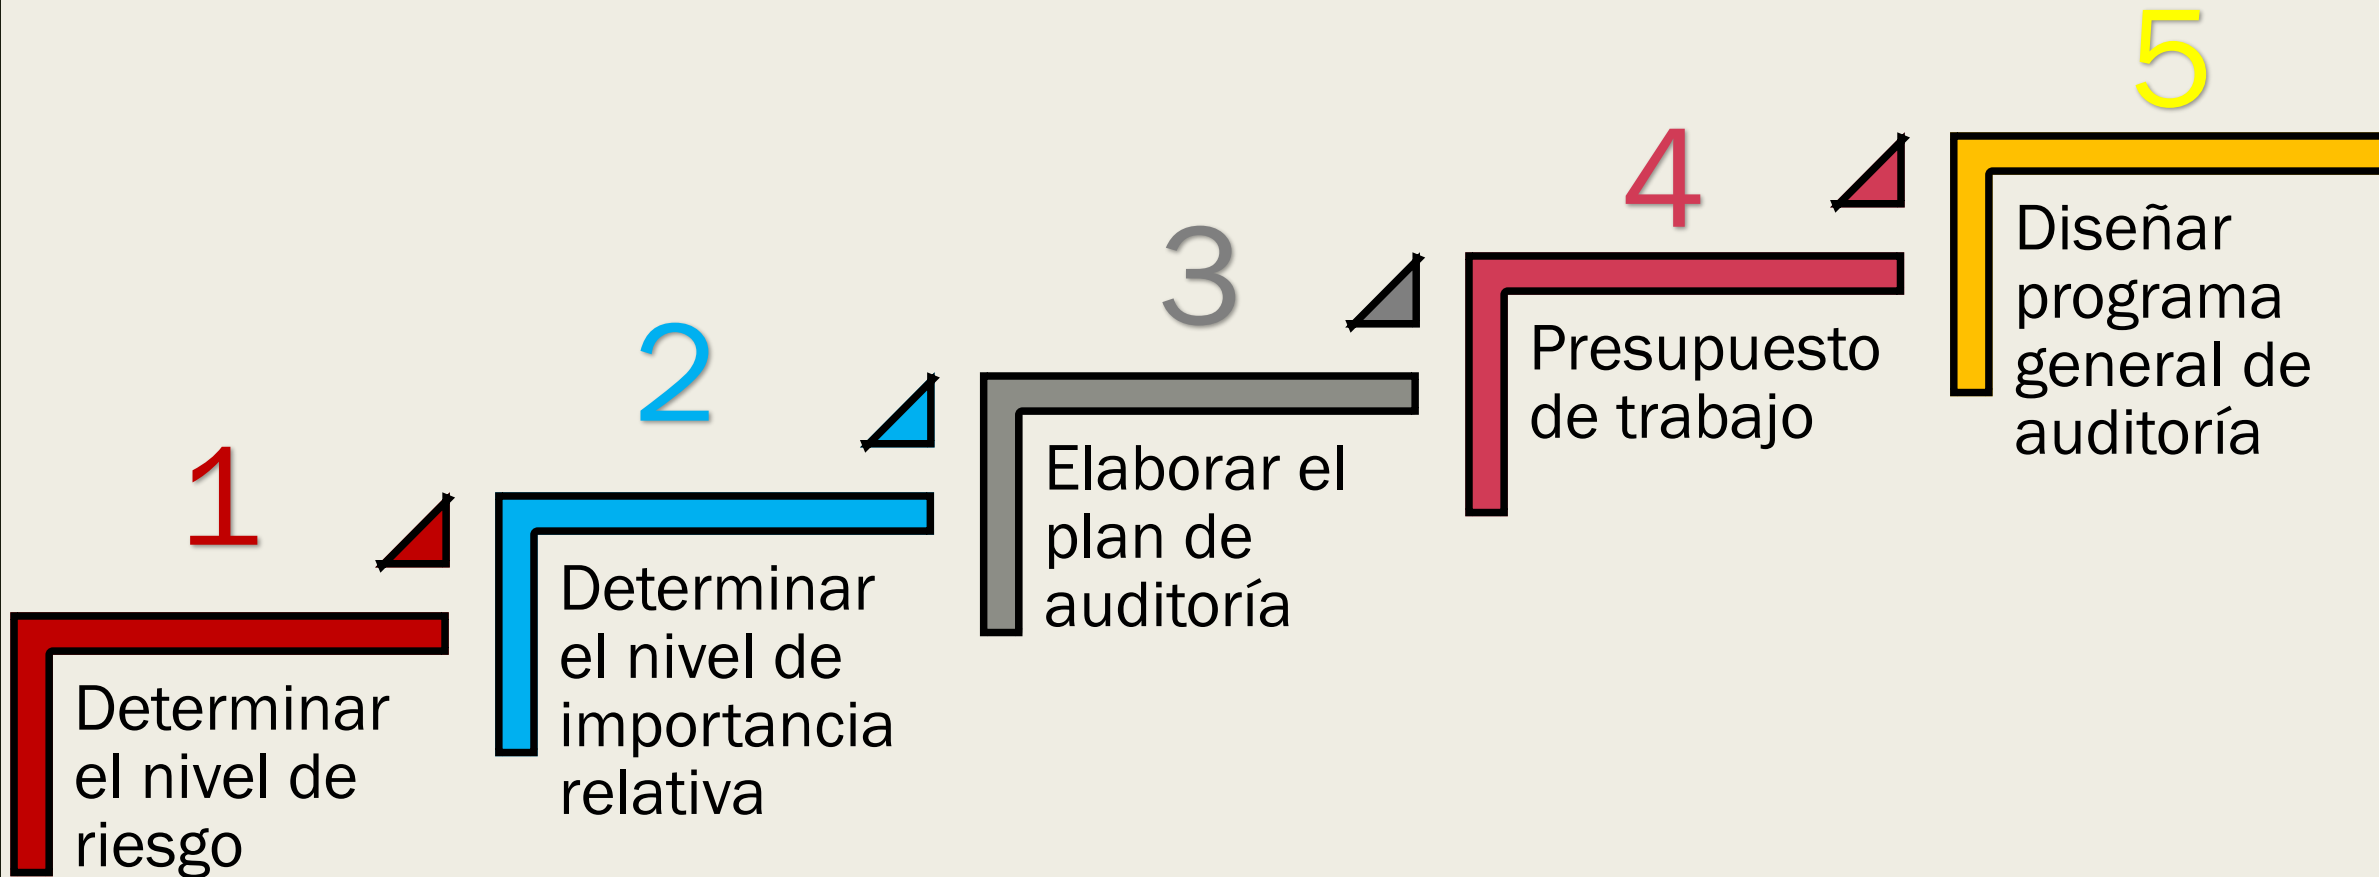 1
Determinar
el nivel de
riesgo
2
Determinar
el nivel de
importancia
relativa
3
Elaborar el
plan de
auditoría
4
Presupuesto
de trabajo
5
Diseñar
programa
general de
auditoría